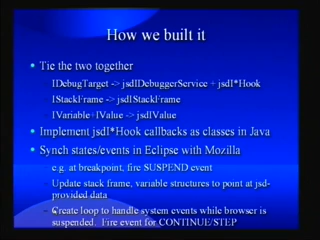 How we built it
Tie the two together
IDebugTarget -> jsdIDebuggerService + jsdI*Hook
IStackFrame -> jsdIStackFrame
IVariable+IValue -> jsdIValue
Implement jsdI*Hook callbacks as classes in Java
Synch states/events in Eclipse with Mozilla
e.g. at breakpoint, fire SUSPEND event
Update stack frame, variable structures to point at jsd-
provided data
Create loop to handle system events while browser is
suspended. Fire event for CONTINUE/STEP